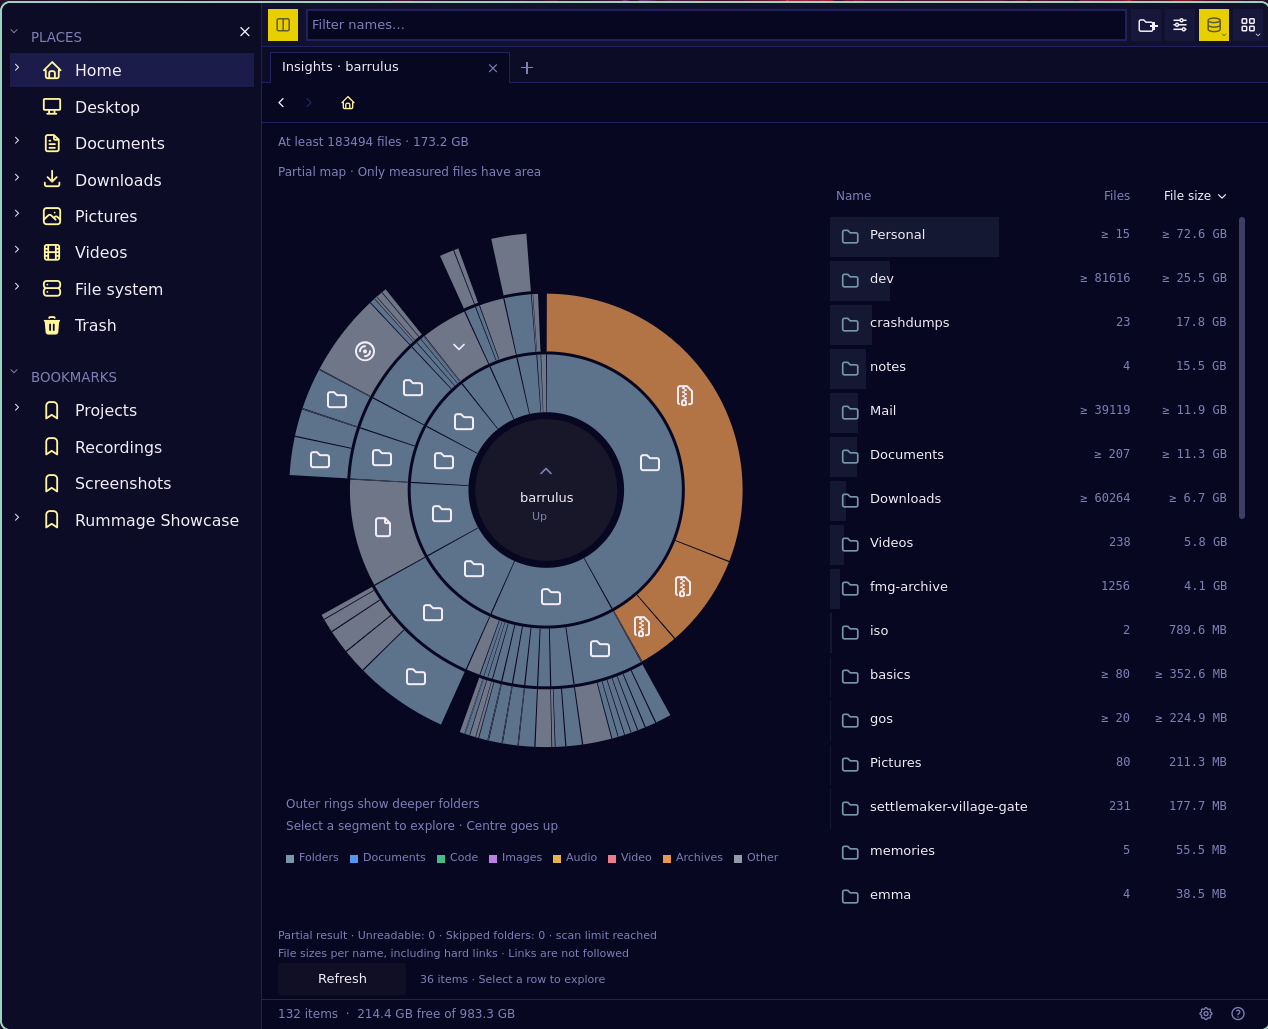 PLACES
Home
Desktop
Documents
Downloads
Pictures
Videos
File system
Trash
BOOKMARKS
Projects
Recordings
Screenshots
Rummage Showcase
Filter names...
Insights · barrulus
At least 183494 files · 173.2 GB
Partial map · Only measured files have area
barrulus
Up
Outer rings show deeper folders
Select a segment to explore · Centre goes up
Folders Documents Code Images Audio Video Archives Other
Name Files File size
Personal ≥ 15 ≥ 72.6 GB
dev ≥ 81616 ≥ 25.5 GB
crashdumps 23 17.8 GB
notes 4 15.5 GB
Mail ≥ 39119 ≥ 11.9 GB
Documents ≥ 207 ≥ 11.3 GB
Downloads ≥ 60264 ≥ 6.7 GB
Videos 238 5.8 GB
fmg-archive 1256 4.1 GB
iso 2 789.6 MB
basics ≥ 80 ≥ 352.6 MB
gos ≥ 20 ≥ 224.9 MB
Pictures 80 211.3 MB
settlemaker-village-gate 231 177.7 MB
memories 5 55.5 MB
emma 4 38.5 MB
Partial result · Unreadable: 0 · Skipped folders: 0 · scan limit reached
File sizes per name, including hard links · Links are not followed
Refresh 36 items · Select a row to explore
132 items · 214.4 GB free of 983.3 GB